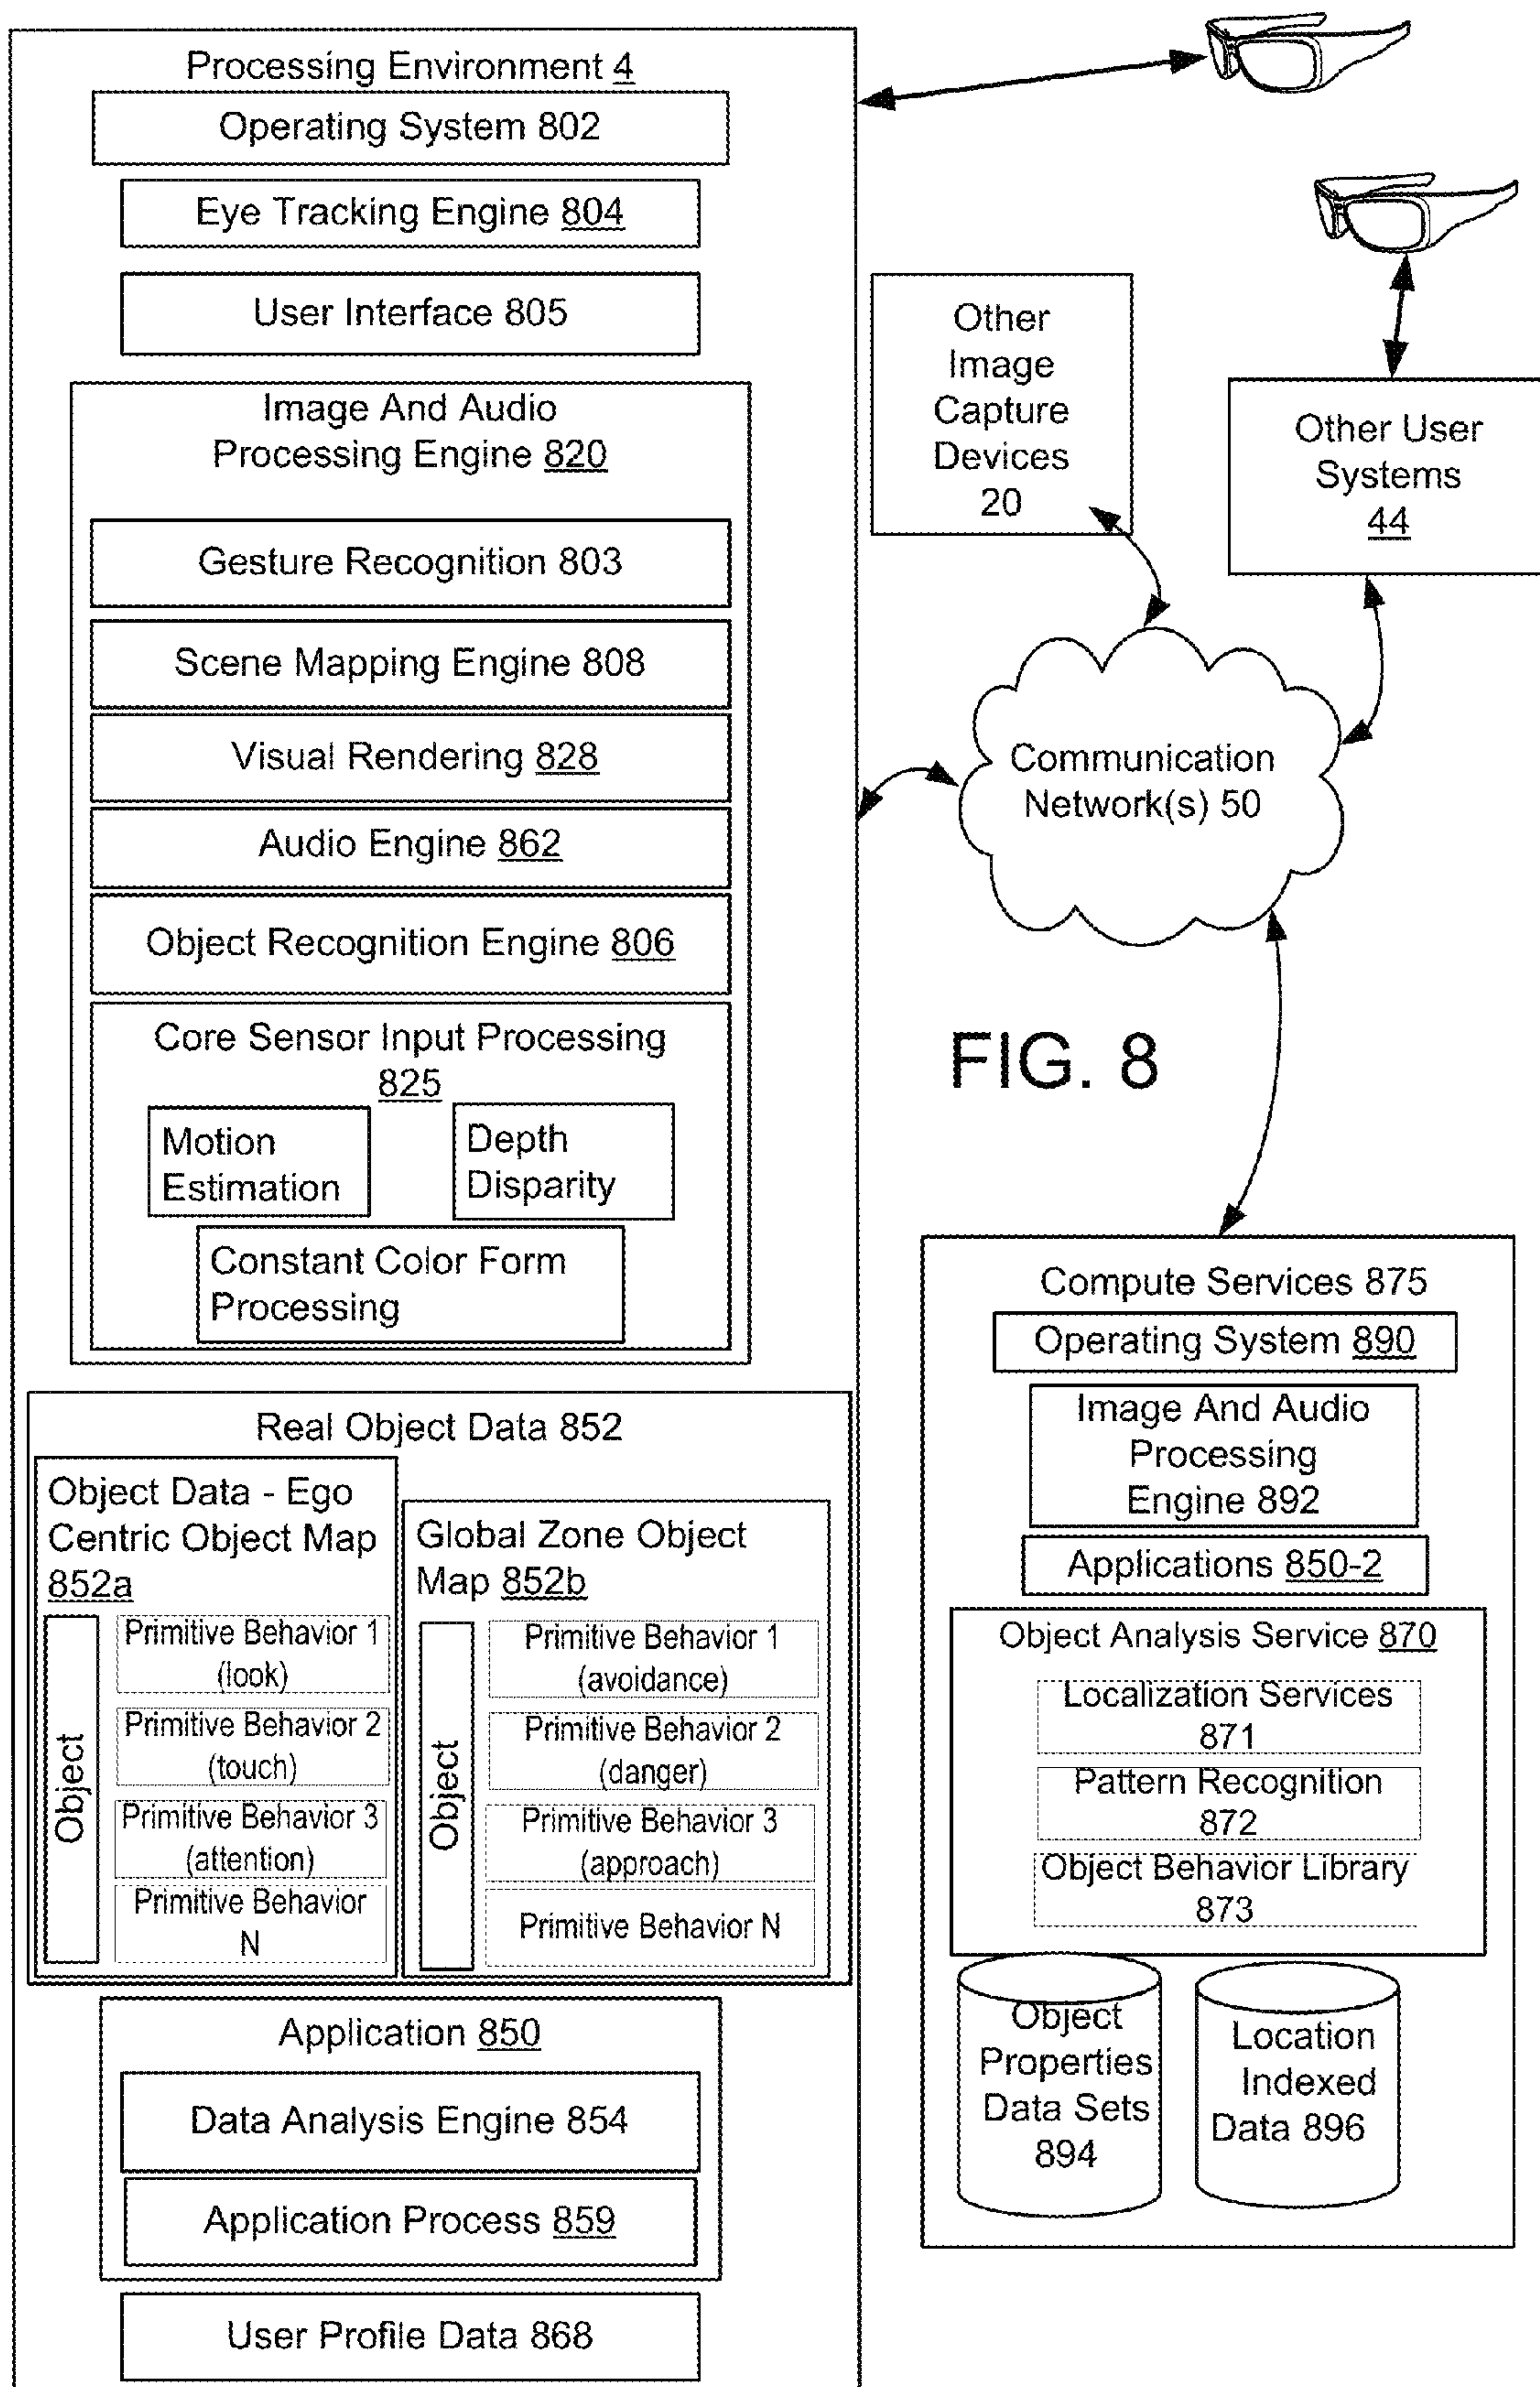 Processing Environment 4
Operating System 802
Eye Tracking Engine 804
User Interface 805
Image And Audio
Processing Engine 820
Gesture Recognition 803
Scene Mapping Engine 808
Visual Rendering 828
Audio Engine 862
Object Recognition Engine 806
Core Sensor Input Processing
825
Motion
Estimation
Depth
Disparity
Constant Color Form
Processing
Real Object Data 852
Object Data - Ego
Centric Object Map
852a
Object
Primitive Behavior 1
(look)
Primitive Behavior 2
(touch)
Primitive Behavior 3
(attention)
Primitive Behavior
N
Global Zone Object
Map 852b
Object
Primitive Behavior 1
(avoidance)
Primitive Behavior 2
(danger)
Primitive Behavior 3
(approach)
Primitive Behavior N
Application 850
Data Analysis Engine 854
Application Process 859
User Profile Data 868
Other
Image
Capture
Devices
20
Other User
Systems
44
Communication
Network(s) 50
FIG. 8
Compute Services 875
Operating System 890
Image And Audio
Processing
Engine 892
Applications 850-2
Object Analysis Service 870
Localization Services
871
Pattern Recognition
872
Object Behavior Library
873
Object
Properties
Data Sets
894
Location
Indexed
Data 896